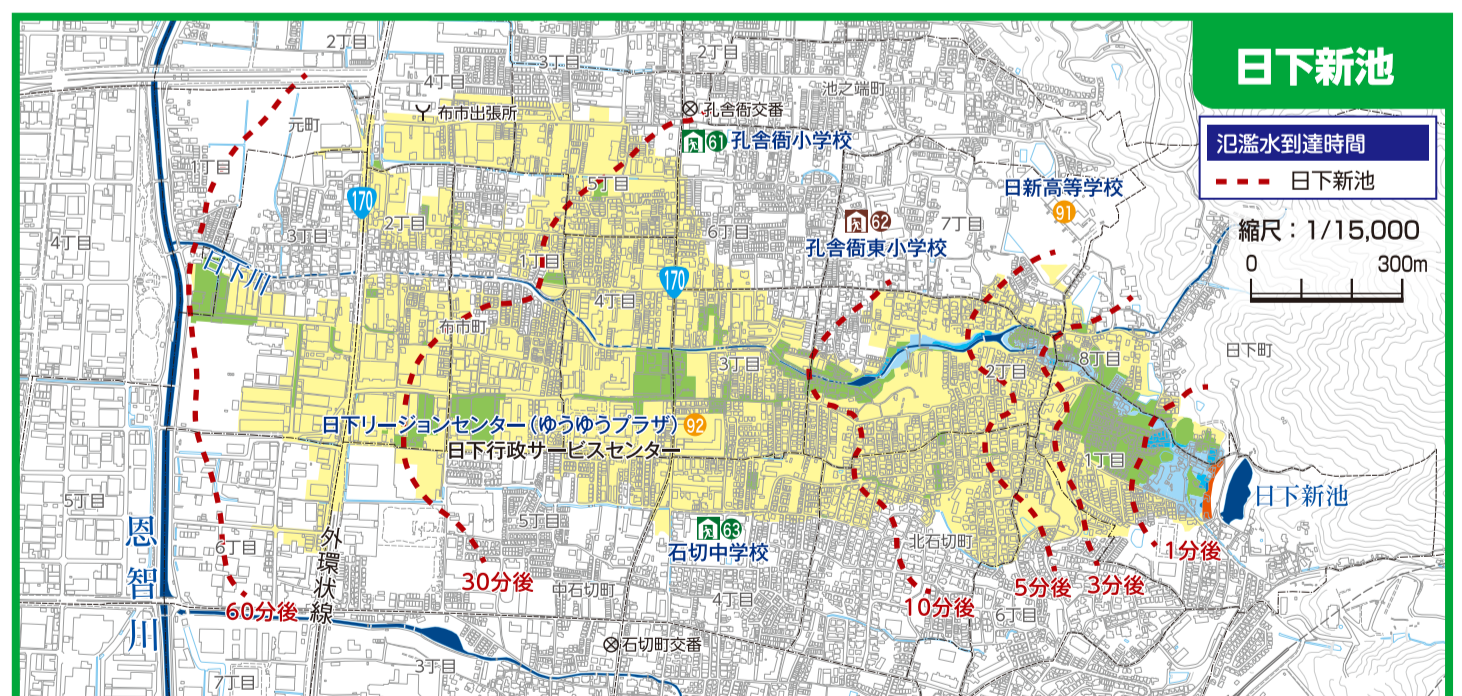 日下新池
氾濫水到達時間
日下新池
縮尺：1/15,000
0 300m
2丁目
4丁目
3丁目
2丁目
池之端町
布市出張所
孔舎衙交番
元町
61 孔舎衙小学校
1丁目
5丁目
日新高等学校
91
170
62
孔舎衙東小学校
7丁目
4丁目
3丁目
2丁目
6丁目
日下川
1丁目
170
4丁目
布市町
3丁目
2丁目
8丁目
日下町
日下リージョンセンター（ゆうゆうプラザ） 92
日下行政サービスセンター
1丁目
日下新池
5丁目
5丁目
63
石切中学校
北石切町
恩智川
6丁目
外環状線
1分後
3分後
5分後
10分後
30分後
60分後
中石切町
4丁目
6丁目
石切町交番
3丁目
7丁目